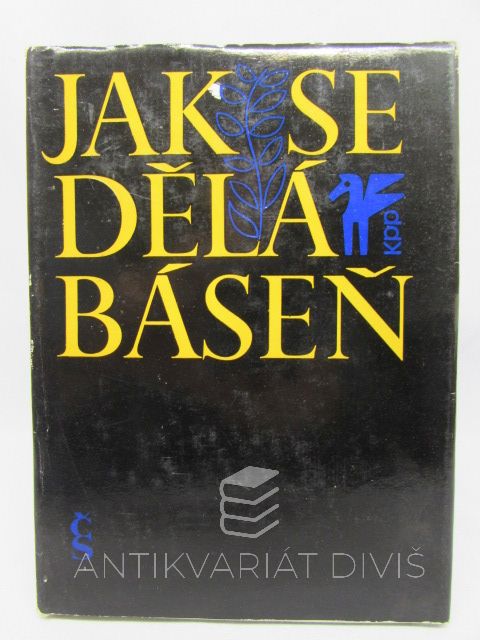 JAK SE
DĚLÁ
kpp
BÁSEŇ
ČS
ANTIKVARIÁT DIVIŠ